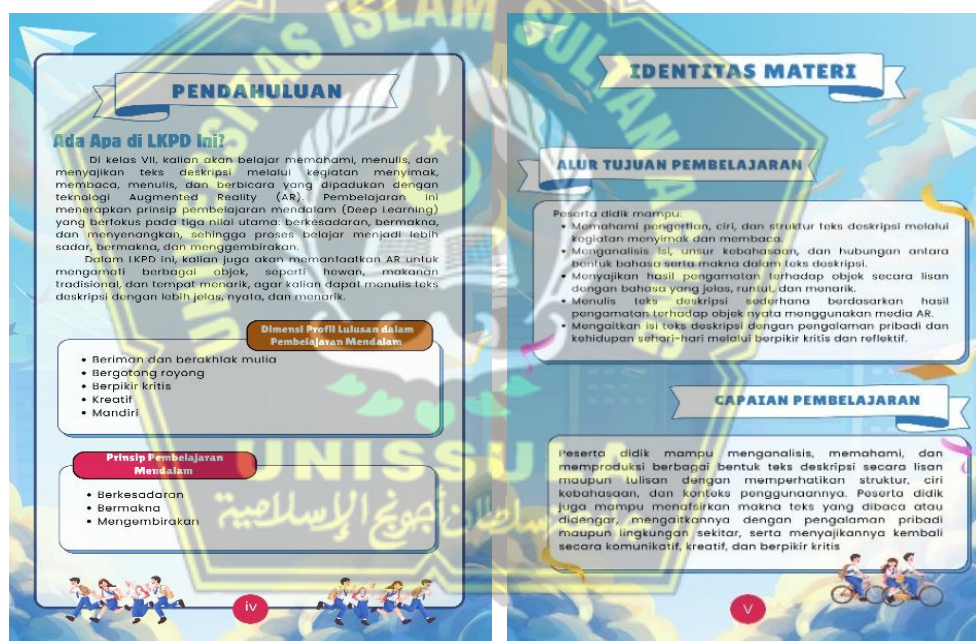 PENDAHULUAN
Ada Apa di LKPD ini?
Di kelas VII, kalian akan belajar memahami, menulis, dan
menyajikan teks deskripsi melalui kegiatan menyimak,
membaca, menulis, dan berbicara yang dipadukan dengan
teknologi Augmented Reality (AR). Pembelajaran ini
menerapkan prinsip pembelajaran mendalam (Deep Learning)
yang berfokus pada tiga nilai utama: berkesadaran, bermakna,
dan menyenangkan, sehingga proses belajar menjadi lebih
sadar, bermakna, dan menggembirakan.
Dalam LKPD ini, kalian juga akan memanfaatkan AR untuk
mengamati berbagai objek, seperti hewan, makanan
tradisional, dan tempat menarik, agar kalian dapat menulis teks
deskripsi dengan lebih jelas, nyata, dan menarik.
Dimensi Profil Lulusan dalam
Pembelajaran Mendalam
• Beriman dan berakhlak mulia
• Bergotong royong
• Berpikir kritis
• Kreatif
• Mandiri
Prinsip Pembelajaran
Mendalam
• Berkesadaran
• Bermakna
• Mengembirakan
iv
IDENTITAS MATERI
ALUR TUJUAN PEMBELAJARAN
Peserta didik mampu:
• Memahami pengertian, ciri, dan struktur teks deskripsi melalui
kegiatan menyimak dan membaca.
• Menganalisis isi, unsur kebahasaan, dan hubungan antara
bentuk bahasa serta makna dalam teks deskripsi.
• Menyajikan hasil pengamatan terhadap objek secara lisan
dengan bahasa yang jelas, runtut, dan menarik.
• Menulis teks deskripsi sederhana berdasarkan hasil
pengamatan terhadap objek nyata menggunakan media AR.
• Mengaitkan isi teks deskripsi dengan pengalaman pribadi dan
kehidupan sehari-hari melalui berpikir kritis dan reflektif.
CAPAIAN PEMBELAJARAN
Peserta didik mampu menganalisis, memahami, dan
memproduksi berbagai bentuk teks deskripsi secara lisan
maupun tulisan dengan memperhatikan struktur, ciri
kebahasaan, dan konteks penggunaannya. Peserta didik
juga mampu menafsirkan makna teks yang dibaca atau
didengar, mengaitkannya dengan pengalaman pribadi
maupun lingkungan sekitar, serta menyajikannya kembali
secara komunikatif, kreatif, dan berpikir kritis
v
UNISSULA